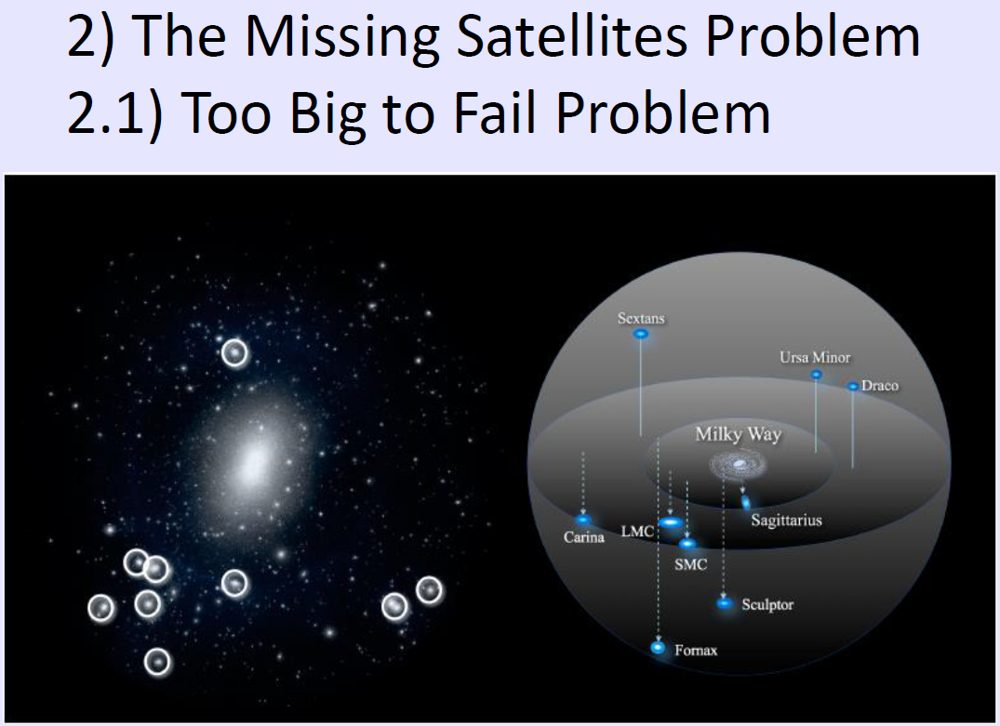 2) The Missing Satellites Problem
2.1) Too Big to Fail Problem
Sextans
Ursa Minor
Draco
Milky Way
Sagittarius
Carina
LMC
SMC
Sculptor
Fornax